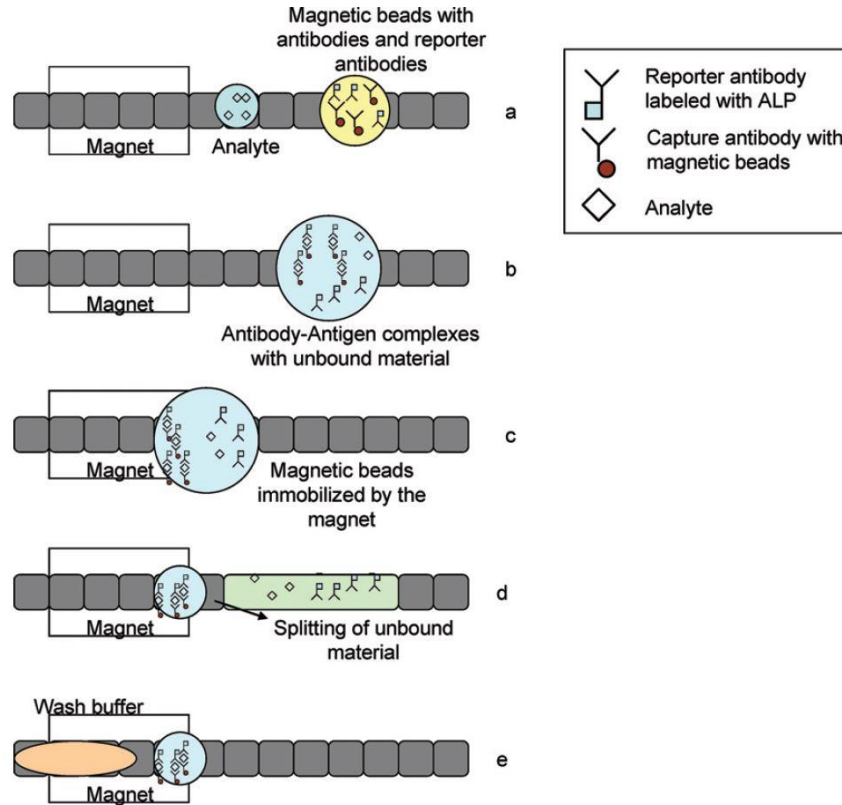 Magnetic beads with
antibodies and reporter
antibodies
Magnet
Analyte
a
Reporter antibody
labeled with ALP
Capture antibody with
magnetic beads
Analyte
Magnet
b
Antibody-Antigen complexes
with unbound material
Magnet
c
Magnetic beads
immobilized by the
magnet
Magnet
d
Splitting of unbound
material
Wash buffer
Magnet
e